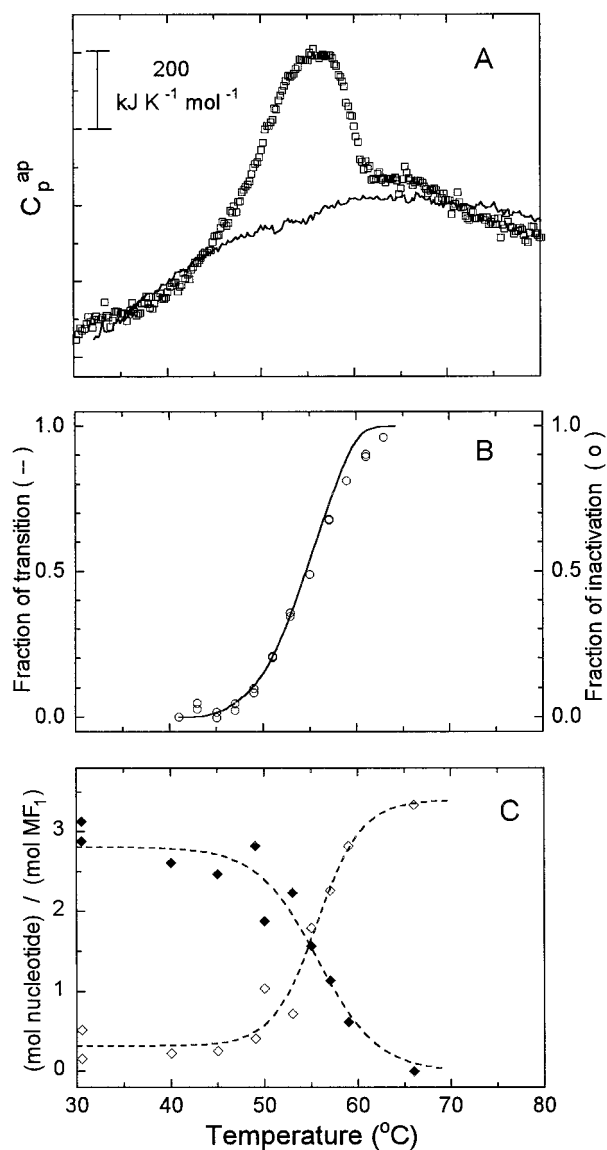 A
200
kJ K⁻¹ mol⁻¹
C_p^ap
B
1.0
0.5
0.0
Fraction of transition ( -- )
1.0
0.5
0.0
Fraction of inactivation ( o )
C
3
2
1
0
(mol nucleotide) / (mol MF₁)
30 40 50 60 70 80
Temperature (°C)